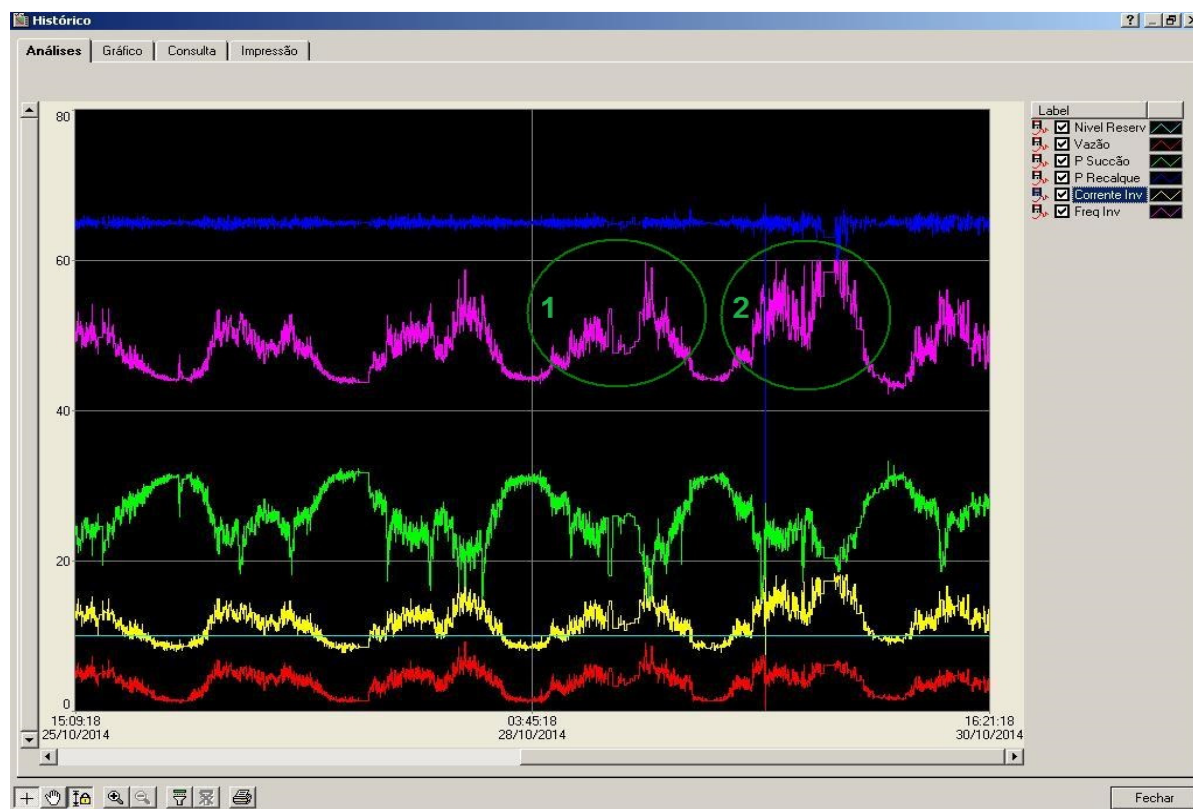 Histórico
Análises Gráfico Consulta Impressão
80
60
40
20
0
1
2
15:09:18
25/10/2014
03:45:18
28/10/2014
16:21:18
30/10/2014
Label
Nivel Reserv
Vazão
P Sucção
P Recalque
Corrente Inv
Freq Inv
Fechar